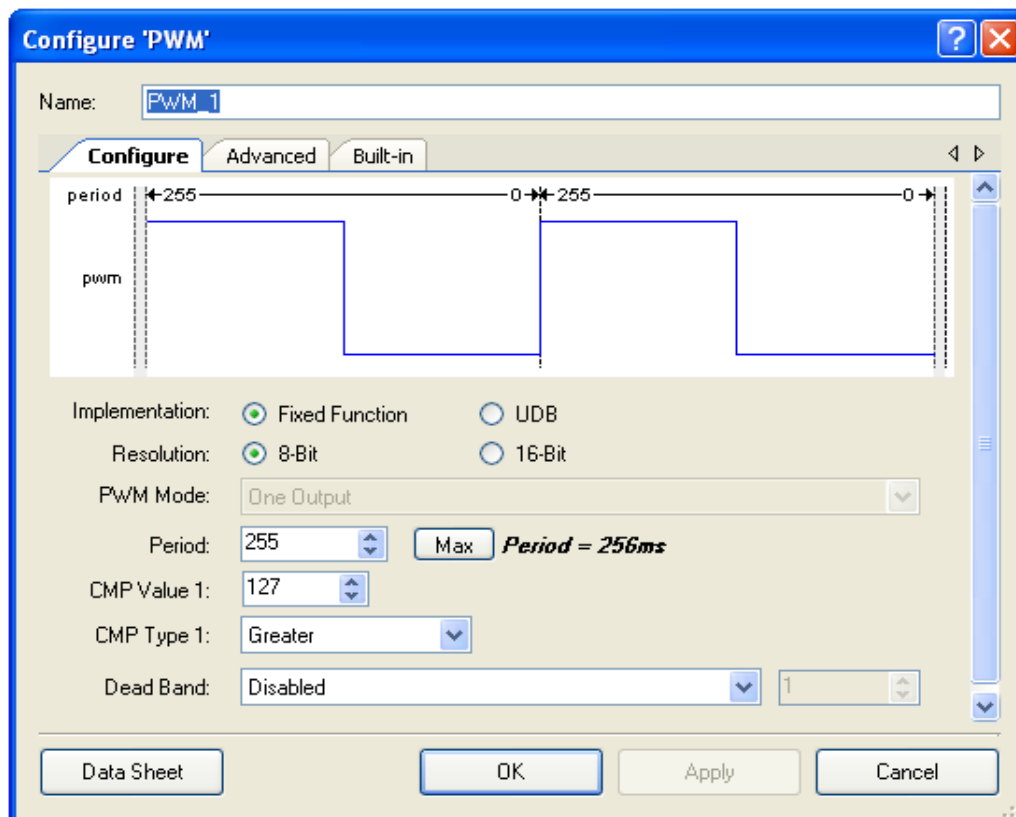 Configure 'PWM'
Name: PWM_1
Configure Advanced Built-in
period 255 0 255 0
pwm
Implementation: Fixed Function UDB
Resolution: 8-Bit 16-Bit
PWM Mode: One Output
Period: 255 Max Period = 256ms
CMP Value 1: 127
CMP Type 1: Greater
Dead Band: Disabled 1
Data Sheet OK Apply Cancel